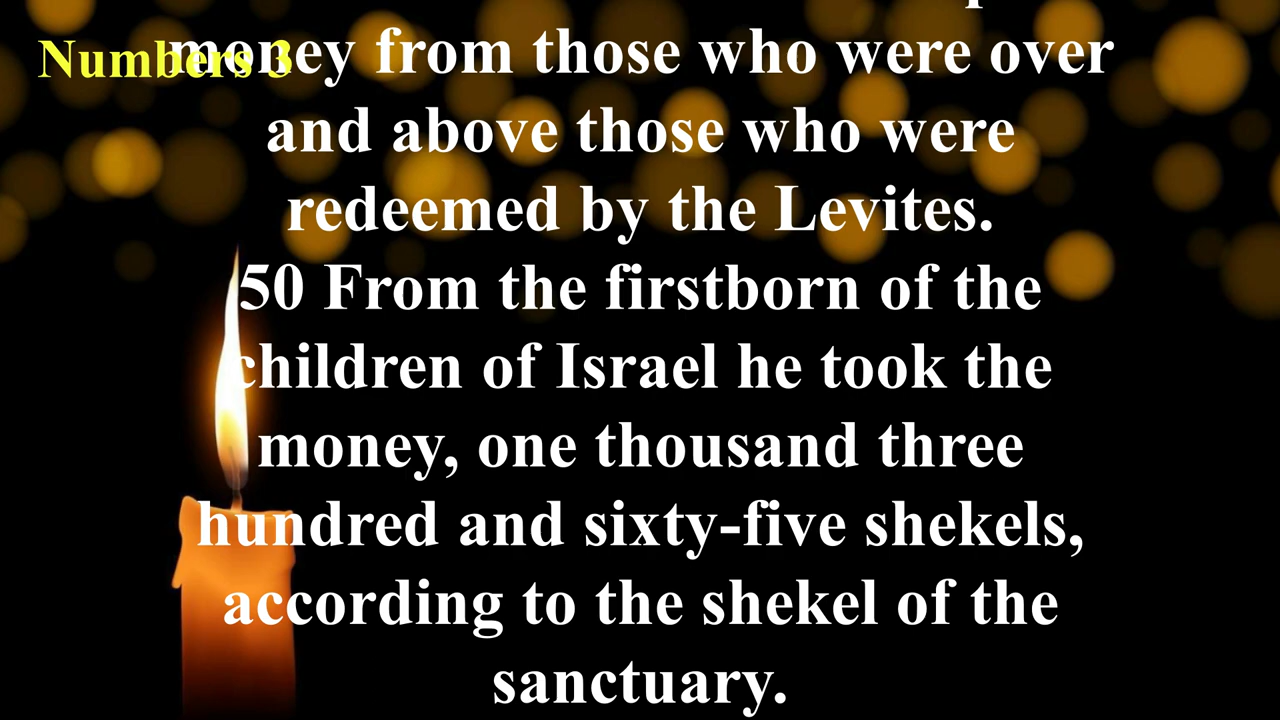 Numbers 3
money from those who were over
and above those who were
redeemed by the Levites.
50 From the firstborn of the
children of Israel he took the
money, one thousand three
hundred and sixty-five shekels,
according to the shekel of the
sanctuary.